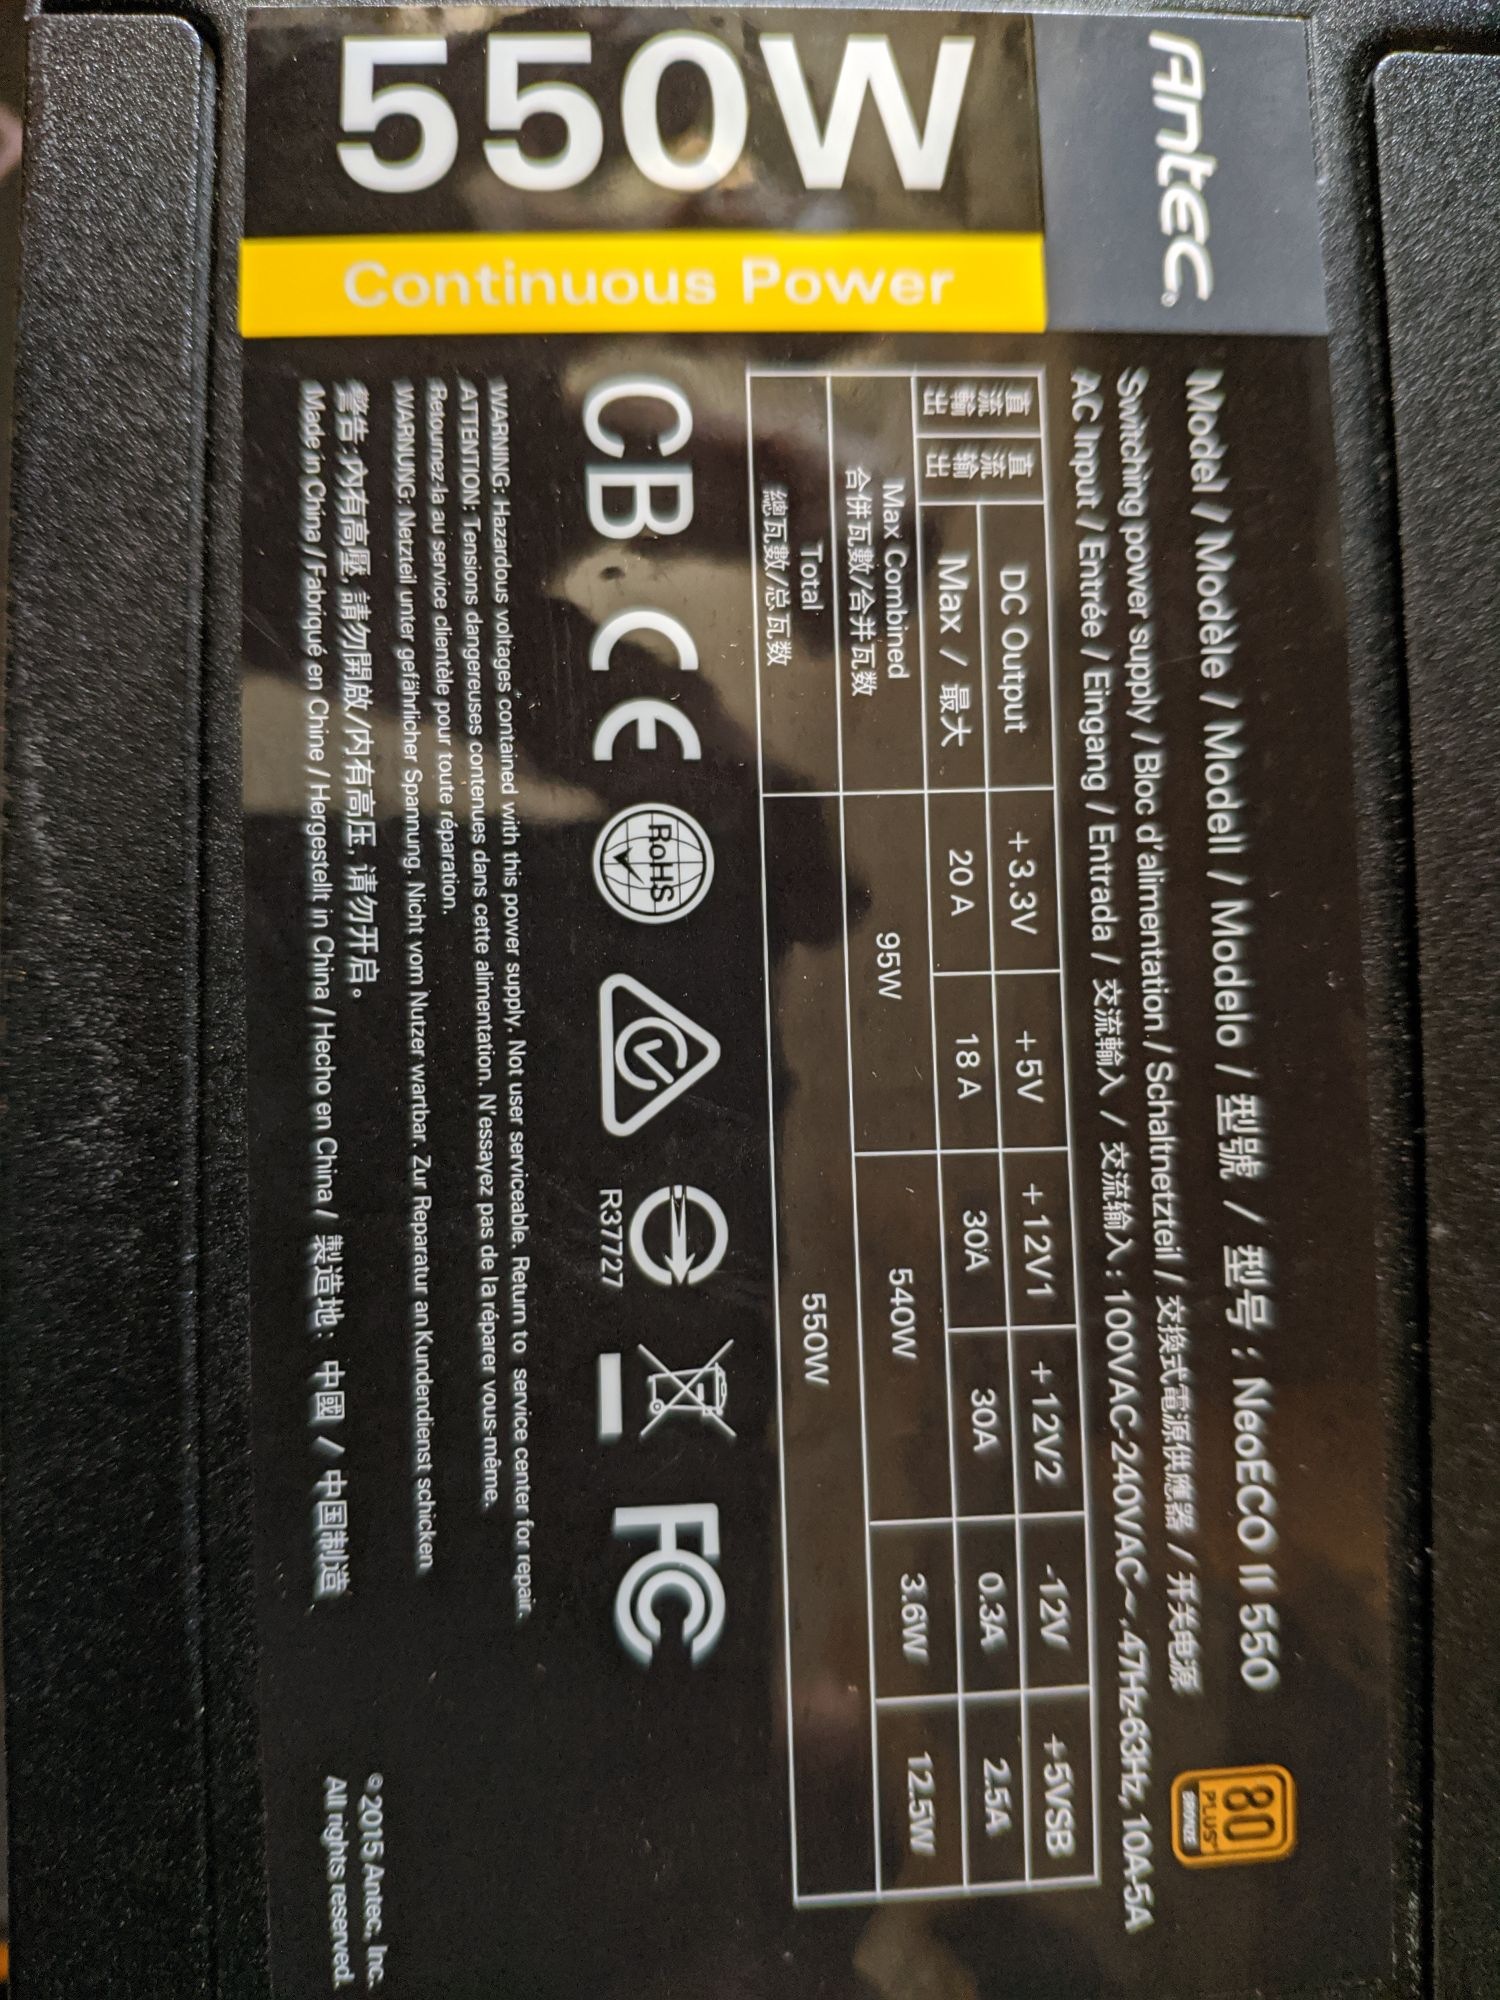 Antec
550W
Continuous Power
Model / Modèle / Modell / Modelo / 型號 / 型号 : NeoECO II 550
80 PLUS BRONZE
Switching power supply / Bloc d'alimentation / Schaltnetzteil / 交換式電源供應器 / 开关电源
AC Input / Entrée / Eingang / Entrada / 交流輸入 / 交流输入 : 100VAC-240VAC~, 47Hz-63Hz, 10A-5A
直流輸出 直流输出 DC Output +3.3V +5V +12V1 +12V2 -12V +5VSB
Max / 最大 20A 18A 30A 30A 0.3A 2.5A
Max Combined 95W 540W 3.6W 12.5W
合併瓦數/合并瓦数
Total 550W
總瓦數/总瓦数
CB CE RoHS FC
R37727
WARNING: Hazardous voltages contained with this power supply. Not user serviceable. Return to service center for repair.
ATTENTION: Tensions dangereuses contenues dans cette alimentation. N'essayez pas de la réparer vous-même.
Retournez-la au service clientèle pour toute réparation.
WARNUNG: Netzteil unter gefährlicher Spannung. Nicht vom Nutzer wartbar. Zur Reparatur an Kundendienst schicken
警告: 內有高壓, 請勿開啟/内有高压, 请勿开启。
Made in China / Fabriqué en Chine / Hergestellt in China / Hecho en China / 製造地: 中國 / 中国制造
© 2015 Antec, Inc.
All rights reserved.